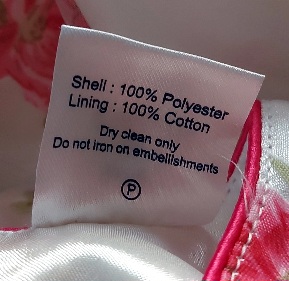 Shell : 100% Polyester
Lining : 100% Cotton
Dry clean only
Do not iron on embellishments
P